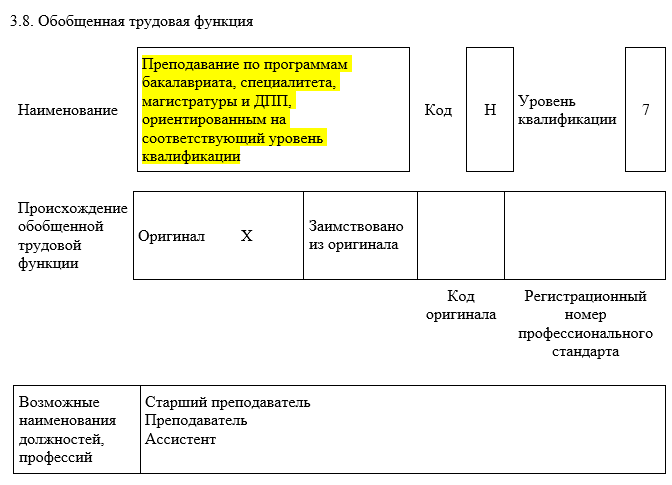 3.8. Обобщенная трудовая функция
Наименование
Преподавание по программам
бакалавриата, специалитета,
магистратуры и ДПП,
ориентированным на
соответствующий уровень
квалификации
Код
H
Уровень
квалификации
7
Происхождение
обобщенной
трудовой
функции
Оригинал X
Заимствовано
из оригинала
Код
оригинала
Регистрационный
номер
профессионального
стандарта
Возможные
наименования
должностей,
профессий
Старший преподаватель
Преподаватель
Ассистент